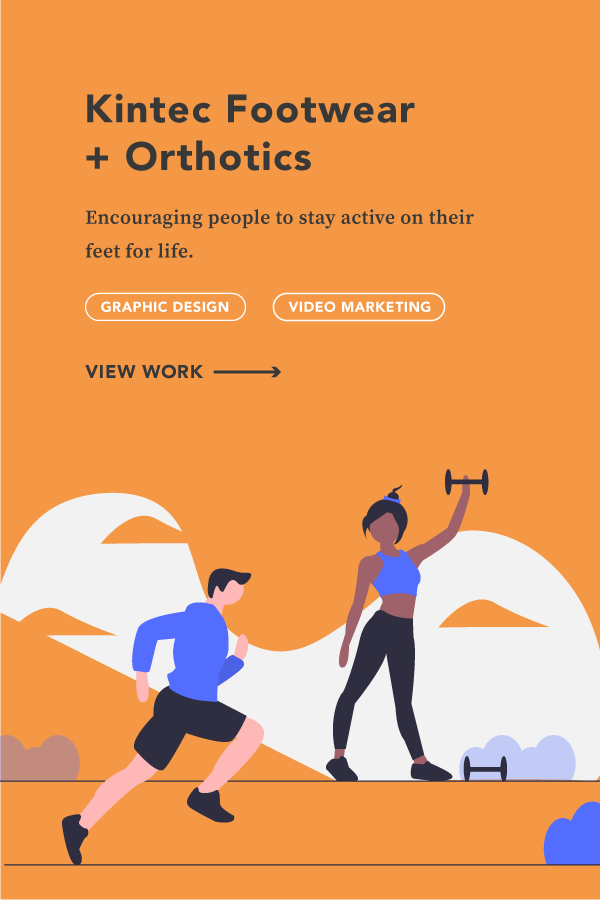 Kintec Footwear
+ Orthotics
Encouraging people to stay active on their
feet for life.
GRAPHIC DESIGN VIDEO MARKETING
VIEW WORK